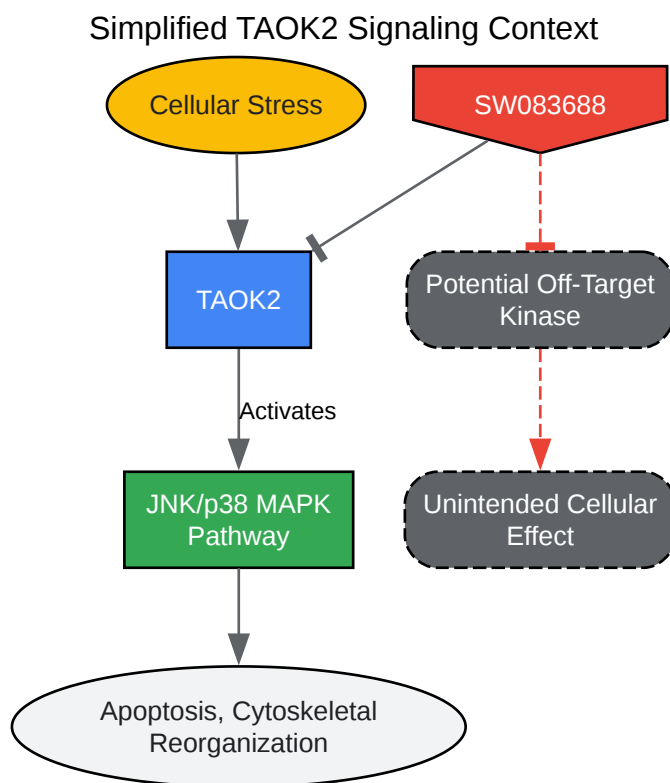 Simplified TAOK2 Signaling Context
Cellular Stress
SW083688
TAOK2
Potential Off-Target
Kinase
Activates
JNK/p38 MAPK
Pathway
Unintended Cellular
Effect
Apoptosis, Cytoskeletal
Reorganization